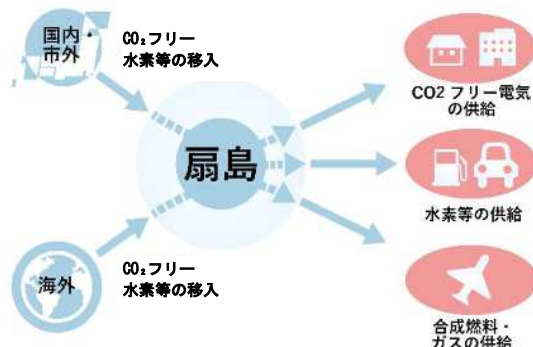 国内・
市外
CO₂フリー
水素等の移入
扇島
海外
CO₂フリー
水素等の移入
CO2 フリー電気
の供給
水素等の供給
合成燃料・
ガスの供給